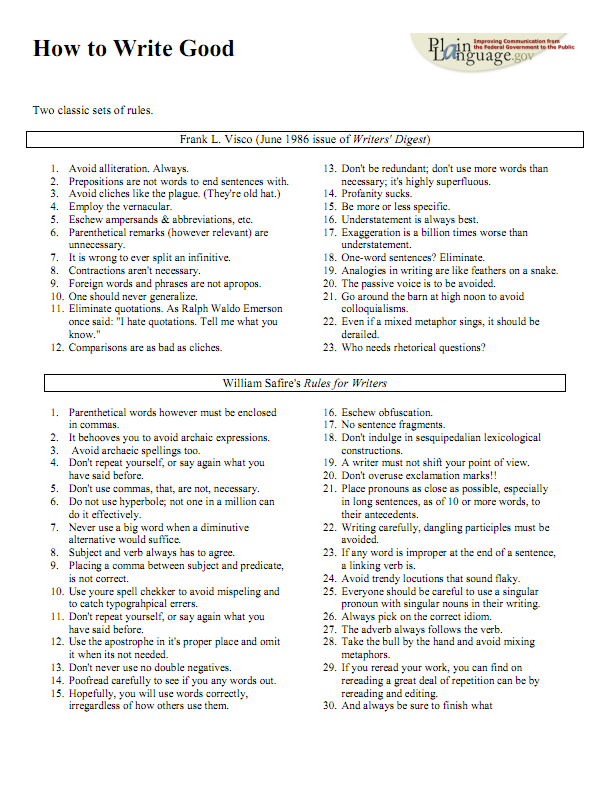 How to Write Good
Plain Language.gov
Improving Communication from
the Federal Government to the Public
Two classic sets of rules.
Frank L. Visco (June 1986 issue of Writers' Digest)
1. Avoid alliteration. Always.
2. Prepositions are not words to end sentences with.
3. Avoid cliches like the plague. (They're old hat.)
4. Employ the vernacular.
5. Eschew ampersands & abbreviations, etc.
6. Parenthetical remarks (however relevant) are
unnecessary.
7. It is wrong to ever split an infinitive.
8. Contractions aren't necessary.
9. Foreign words and phrases are not apropos.
10. One should never generalize.
11. Eliminate quotations. As Ralph Waldo Emerson
once said: "I hate quotations. Tell me what you
know."
12. Comparisons are as bad as cliches.
13. Don't be redundant; don't use more words than
necessary; it's highly superfluous.
14. Profanity sucks.
15. Be more or less specific.
16. Understatement is always best.
17. Exaggeration is a billion times worse than
understatement.
18. One-word sentences? Eliminate.
19. Analogies in writing are like feathers on a snake.
20. The passive voice is to be avoided.
21. Go around the barn at high noon to avoid
colloquialisms.
22. Even if a mixed metaphor sings, it should be
derailed.
23. Who needs rhetorical questions?
William Safire's Rules for Writers
1. Parenthetical words however must be enclosed
in commas.
2. It behooves you to avoid archaic expressions.
3. Avoid archaeic spellings too.
4. Don't repeat yourself, or say again what you
have said before.
5. Don't use commas, that, are not, necessary.
6. Do not use hyperbole; not one in a million can
do it effectively.
7. Never use a big word when a diminutive
alternative would suffice.
8. Subject and verb always has to agree.
9. Placing a comma between subject and predicate,
is not correct.
10. Use youre spell chekker to avoid mispeling and
to catch typograhpical errers.
11. Don't repeat yourself, or say again what you
have said before.
12. Use the apostrophe in it's proper place and omit
it when its not needed.
13. Don't never use no double negatives.
14. Poofread carefully to see if you any words out.
15. Hopefully, you will use words correctly,
irregardless of how others use them.
16. Eschew obfuscation.
17. No sentence fragments.
18. Don't indulge in sesquipedalian lexicological
constructions.
19. A writer must not shift your point of view.
20. Don't overuse exclamation marks!!
21. Place pronouns as close as possible, especially
in long sentences, as of 10 or more words, to
their antecedents.
22. Writing carefully, dangling participles must be
avoided.
23. If any word is improper at the end of a sentence,
a linking verb is.
24. Avoid trendy locutions that sound flaky.
25. Everyone should be careful to use a singular
pronoun with singular nouns in their writing.
26. Always pick on the correct idiom.
27. The adverb always follows the verb.
28. Take the bull by the hand and avoid mixing
metaphors.
29. If you reread your work, you can find on
rereading a great deal of repetition can be by
rereading and editing.
30. And always be sure to finish what